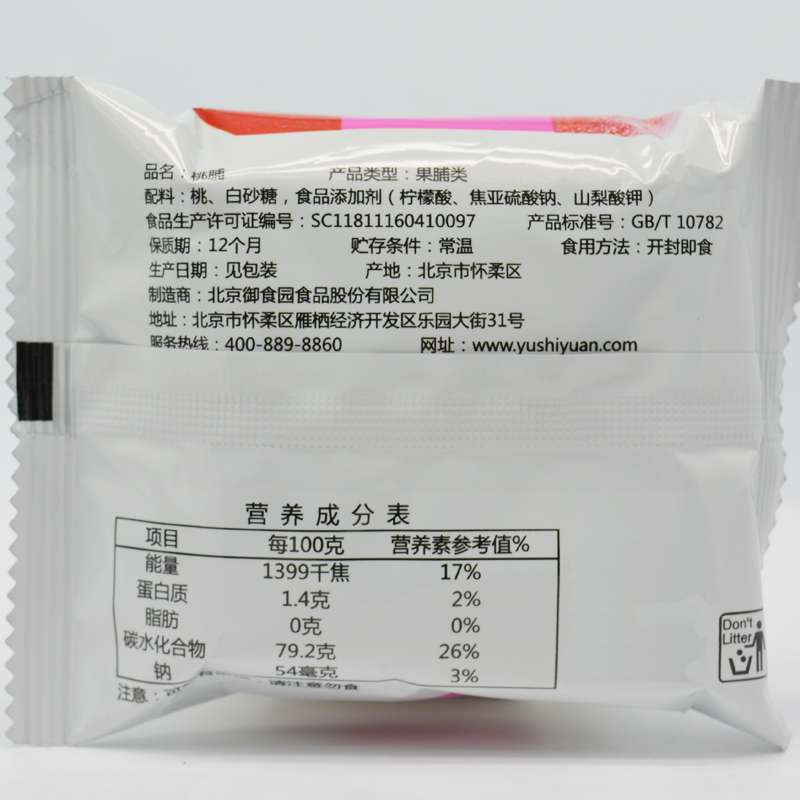 品名：桃脯 产品类型：果脯类
配料：桃、白砂糖，食品添加剂（柠檬酸、焦亚硫酸钠、山梨酸钾）
食品生产许可证编号：SC11811160410097 产品标准号：GB/T 10782
保质期：12个月 贮存条件：常温 食用方法：开封即食
生产日期：见包装 产地：北京市怀柔区
制造商：北京御食园食品股份有限公司
地址：北京市怀柔区雁栖经济开发区乐园大街31号
服务热线：400-889-8860 网址：www.yushiyuan.com
营养成分表
项目 每100克 营养素参考值%
能量 1399千焦 17%
蛋白质 1.4克 2%
脂肪 0克 0%
碳水化合物 79.2克 26%
钠 54毫克 3%
注意：可 请注意勿食
Don't
Litter